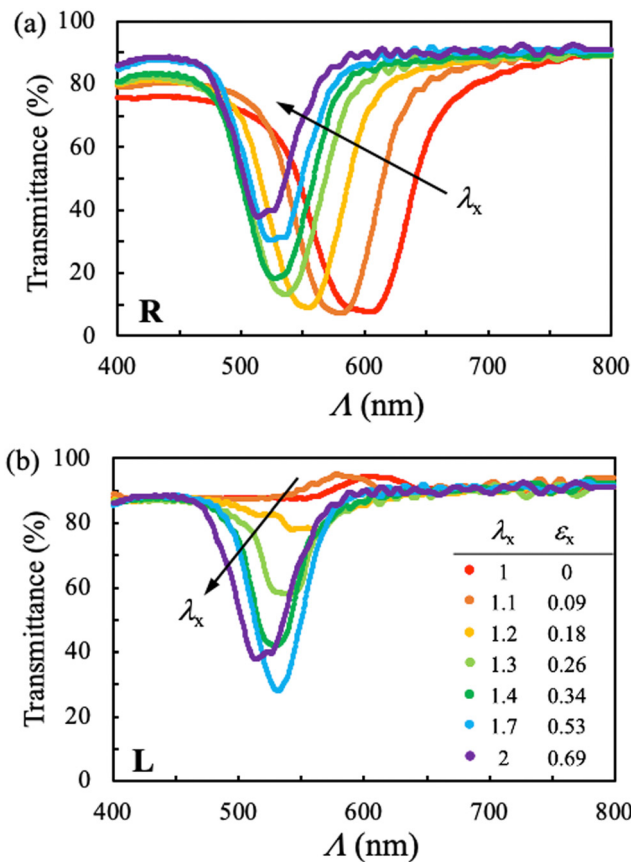 (a)
100
80
60
40
20
0
Transmittance (%)
λx
R
400 500 600 700 800
Λ (nm)
(b)
100
80
60
40
20
0
Transmittance (%)
λx
L
λx εx
1 0
1.1 0.09
1.2 0.18
1.3 0.26
1.4 0.34
1.7 0.53
2 0.69
400 500 600 700 800
Λ (nm)